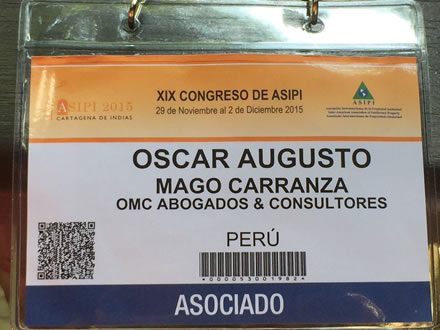 XIX CONGRESO DE ASIPI
29 de Noviembre al 2 de Diciembre 2015
ASIPI 2015
CARTAGENA DE INDIAS
ASIPI
OSCAR AUGUSTO
MAGO CARRANZA
OMC ABOGADOS & CONSULTORES
PERÚ
*0000530019824*
ASOCIADO